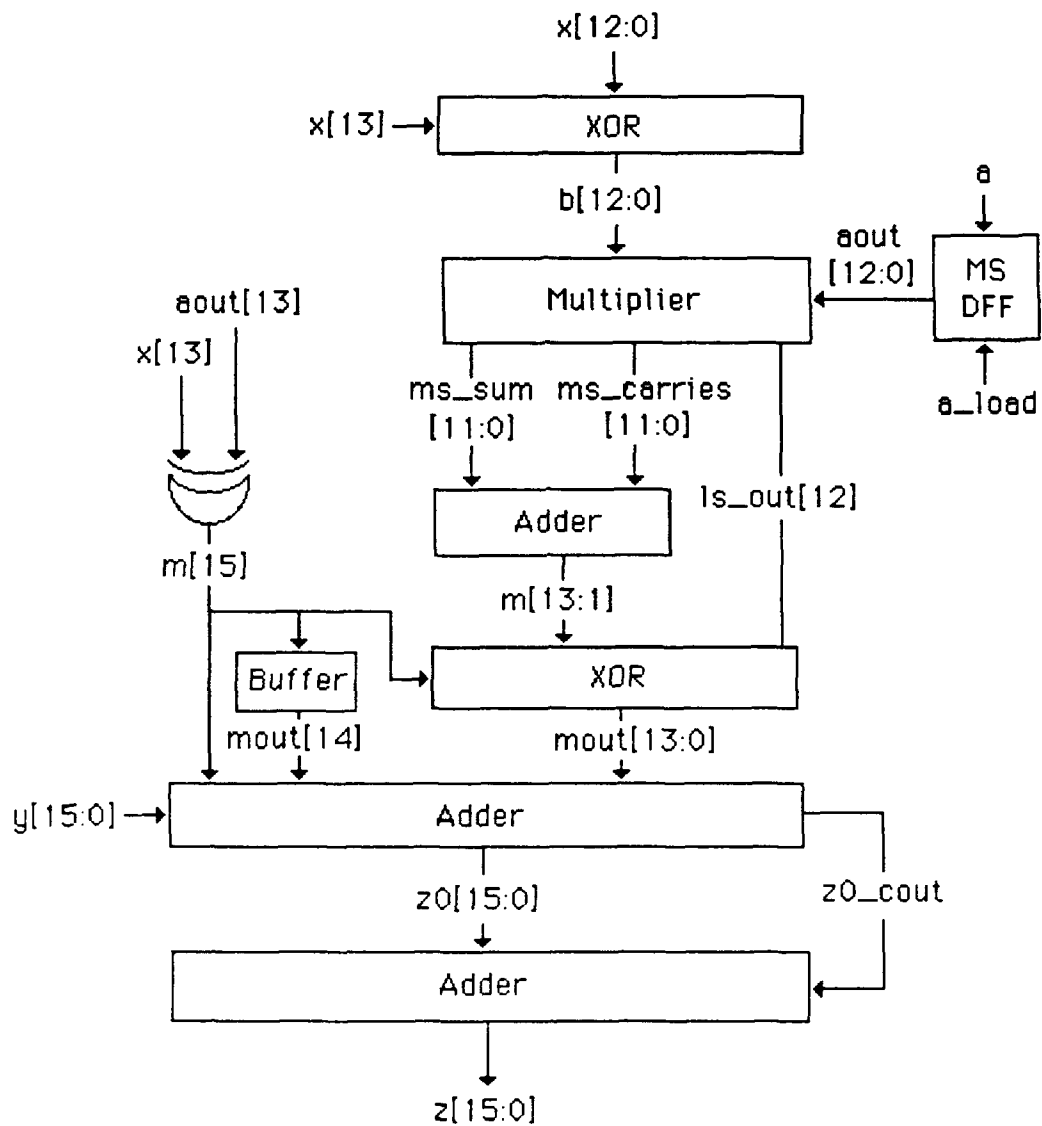 x[12:0]
x[13]
XOR
b[12:0]
a
aout
[12:0]
MS
DFF
a_load
Multiplier
aout[13]
x[13]
ms_sum
[11:0]
ms_carries
[11:0]
ls_out[12]
Adder
m[15]
m[13:1]
Buffer
XOR
mout[14]
mout[13:0]
y[15:0]
Adder
z0[15:0]
z0_cout
Adder
z[15:0]